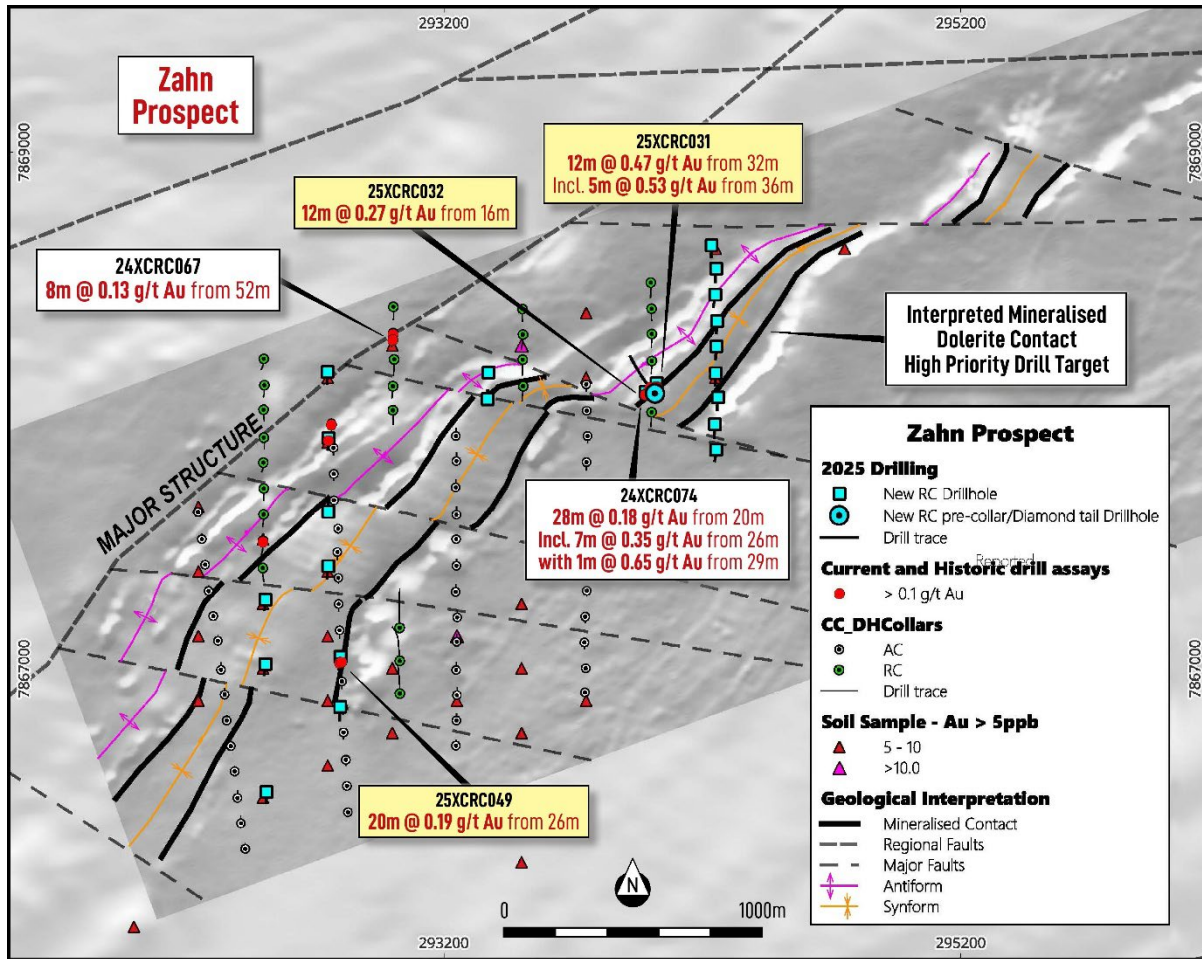 293200
295200
Zahn
Prospect
7869000
7869000
25XCRC031
12m @ 0.47 g/t Au from 32m
Incl. 5m @ 0.53 g/t Au from 36m
25XCRC032
12m @ 0.27 g/t Au from 16m
24XCRC067
8m @ 0.13 g/t Au from 52m
Interpreted Mineralised
Dolerite Contact
High Priority Drill Target
MAJOR STRUCTURE
24XCRC074
28m @ 0.18 g/t Au from 20m
Incl. 7m @ 0.35 g/t Au from 26m
with 1m @ 0.65 g/t Au from 29m
7867000
7867000
25XCRC049
20m @ 0.19 g/t Au from 26m
N
0
1000m
293200
295200
Zahn Prospect
2025 Drilling
New RC Drillhole
New RC pre-collar/Diamond tail Drillhole
Drill trace
Reported
Current and Historic drill assays
> 0.1 g/t Au
CC_DHCollars
AC
RC
Drill trace
Soil Sample - Au > 5ppb
5 - 10
>10.0
Geological Interpretation
Mineralised Contact
Regional Faults
Major Faults
Antiform
Synform